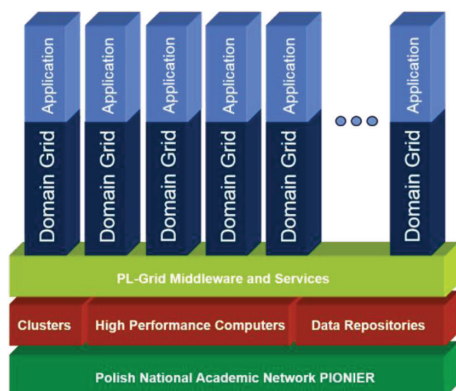 Application
Application
Application
Application
Application
Application
Domain Grid
Domain Grid
Domain Grid
Domain Grid
Domain Grid
Domain Grid
PL-Grid Middleware and Services
Clusters
High Performance Computers
Data Repositories
Polish National Academic Network PIONIER